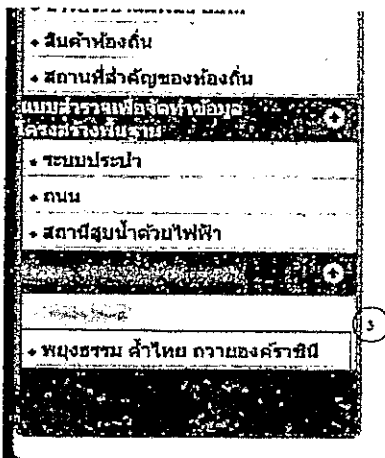 • สินค้าท้องถิ่น
• สถานที่สำคัญของท้องถิ่น
แบบสำรวจเพื่อจัดทำข้อมูล
โครงสร้างพื้นฐาน
• ระบบประปา
• ถนน
• สถานีสูบน้ำด้วยไฟฟ้า
3
• พยุงธรรม ค้ำไทย ถวายองค์ราชินี